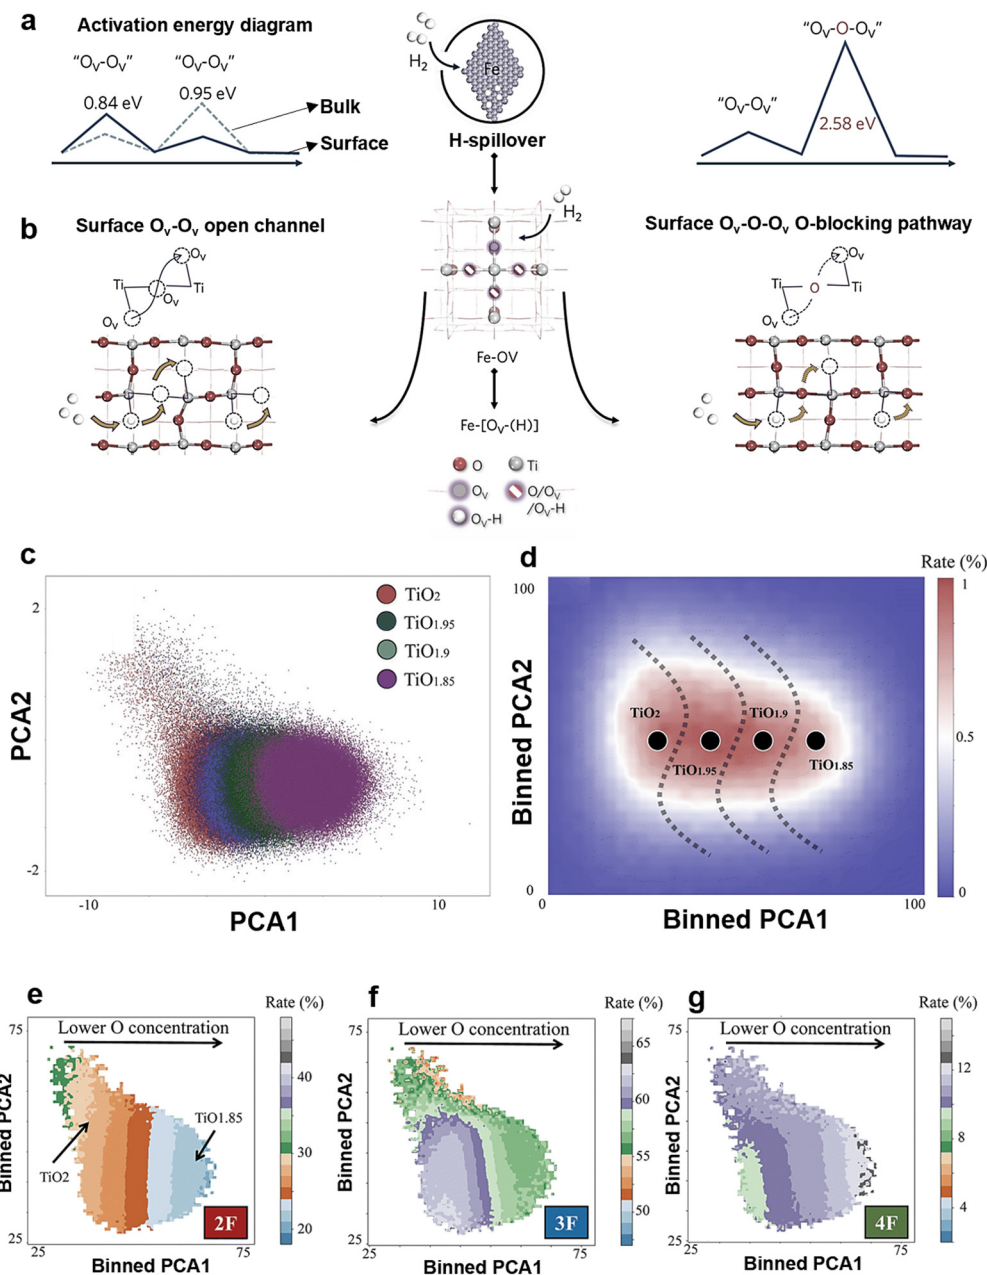 a
Activation energy diagram
“Ov-Ov” “Ov-Ov”
0.84 eV 0.95 eV
Bulk
Surface
H2
Fe
H-spillover
“Ov-O-Ov”
“Ov-Ov”
2.58 eV
b
Surface Ov-Ov open channel
Ov
Ti Ti
Ov
Ov
H2
Fe-OV
Fe-[Ov-(H)]
O Ti
Ov O/Ov
/Ov-H
Ov-H
Surface Ov-O-Ov O-blocking pathway
Ov
Ti O Ti
Ov
c
2
-2
PCA2
-10 10
PCA1
TiO2
TiO1.95
TiO1.9
TiO1.85
d
Rate (%)
100
Binned PCA2
0
0 100
Binned PCA1
TiO2
TiO1.95
TiO1.9
TiO1.85
1
0.5
0
e
Rate (%)
75
Lower O concentration
Binned PCA2
TiO2
TiO1.85
2F
25
25 75
Binned PCA1
40
30
20
f
Rate (%)
75
Lower O concentration
Binned PCA2
3F
25
25 75
Binned PCA1
65
60
55
50
g
Rate (%)
75
Lower O concentration
Binned PCA2
4F
25
25 75
Binned PCA1
12
8
4